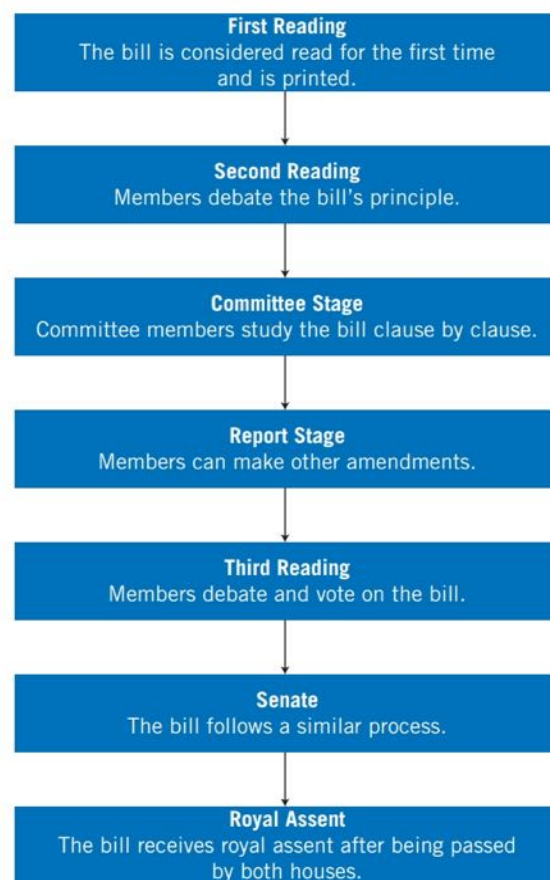 First Reading
The bill is considered read for the first time
and is printed.
Second Reading
Members debate the bill's principle.
Committee Stage
Committee members study the bill clause by clause.
Report Stage
Members can make other amendments.
Third Reading
Members debate and vote on the bill.
Senate
The bill follows a similar process.
Royal Assent
The bill receives royal assent after being passed
by both houses.